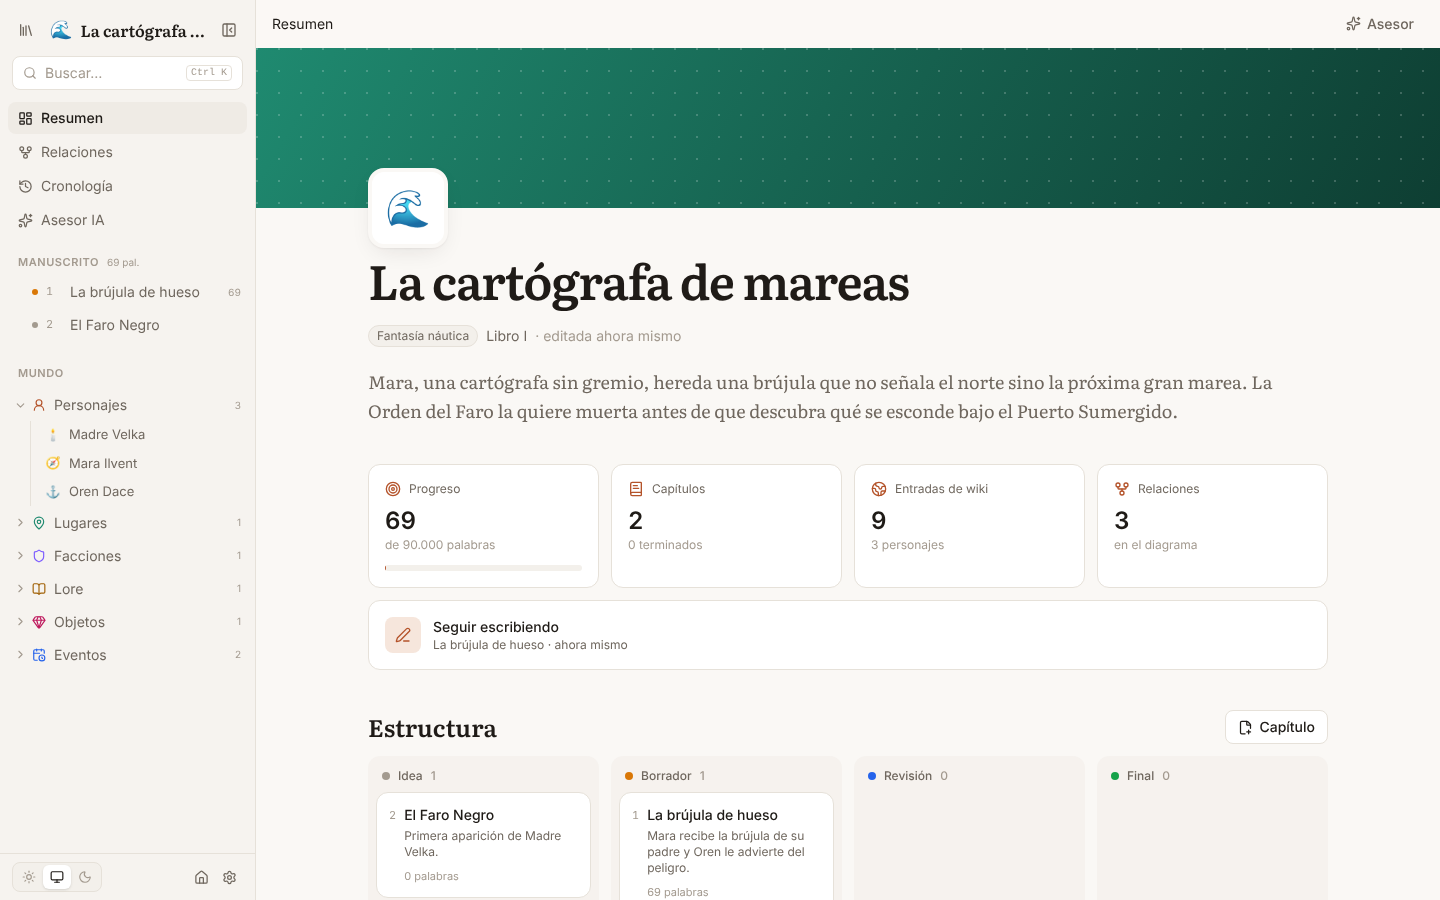 La cartógrafa ...
Buscar...
Ctrl K
Resumen
Relaciones
Cronología
Asesor IA
MANUSCRITO 69 pal.
1 La brújula de hueso 69
2 El Faro Negro
MUNDO
Personajes 3
Madre Velka
Mara Ilvent
Oren Dace
Lugares 1
Facciones 1
Lore 1
Objetos 1
Eventos 2
Resumen
Asesor
La cartógrafa de mareas
Fantasía náutica Libro I · editada ahora mismo
Mara, una cartógrafa sin gremio, hereda una brújula que no señala el norte sino la próxima gran marea. La
Orden del Faro la quiere muerta antes de que descubra qué se esconde bajo el Puerto Sumergido.
Progreso
69
de 90.000 palabras
Capítulos
2
0 terminados
Entradas de wiki
9
3 personajes
Relaciones
3
en el diagrama
Seguir escribiendo
La brújula de hueso · ahora mismo
Estructura
Capítulo
Idea 1
2 El Faro Negro
Primera aparición de Madre
Velka.
0 palabras
Borrador 1
1 La brújula de hueso
Mara recibe la brújula de su
padre y Oren le advierte del
peligro.
69 palabras
Revisión 0
Final 0